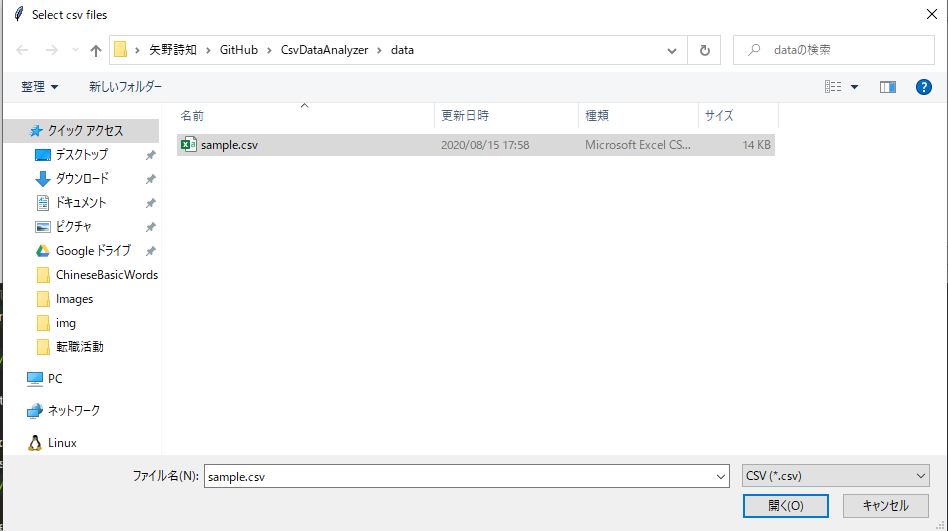 Select csv files
矢野詩知 > GitHub > CsvDataAnalyzer > data
dataの検索
整理 新しいフォルダー
名前 更新日時 種類 サイズ
sample.csv 2020/08/15 17:58 Microsoft Excel CS... 14 KB
クイック アクセス
デスクトップ
ダウンロード
ドキュメント
ピクチャ
Google ドライブ
ChineseBasicWords
Images
img
転職活動
PC
ネットワーク
Linux
ファイル名(N): sample.csv CSV (*.csv)
開く(O) キャンセル